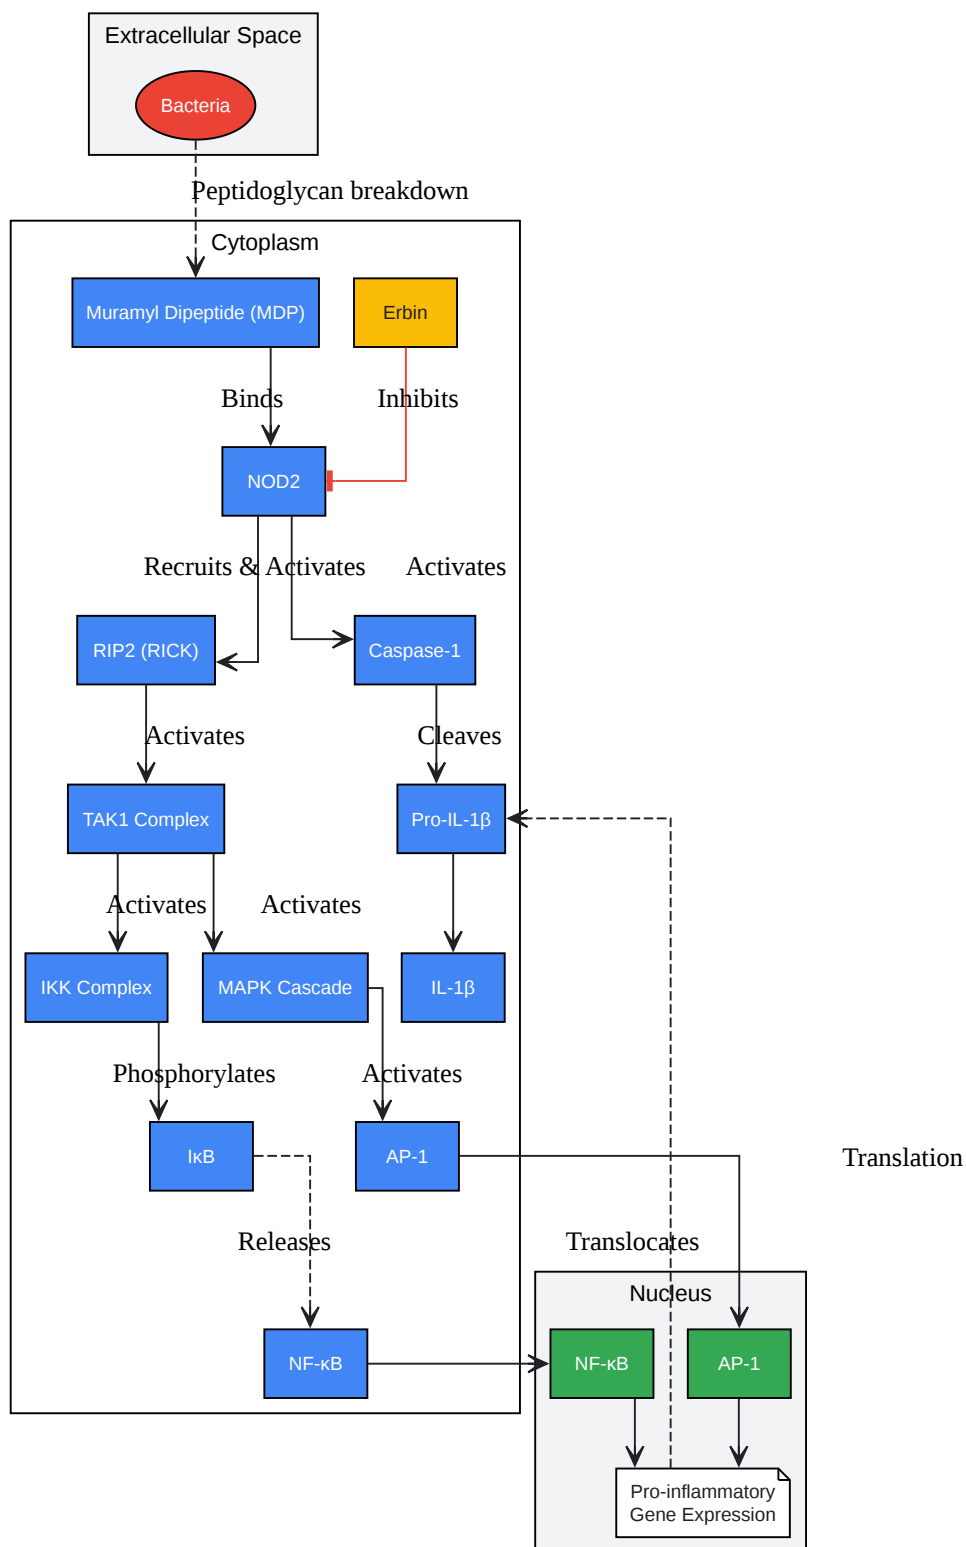 Extracellular Space
Bacteria
Peptidoglycan breakdown
Cytoplasm
Muramyl Dipeptide (MDP)
Erbin
Binds
Inhibits
NOD2
Recruits & Activates
Activates
RIP2 (RICK)
Caspase-1
Activates
Cleaves
TAK1 Complex
Pro-IL-1β
Activates
Activates
IKK Complex
MAPK Cascade
IL-1β
Phosphorylates
Activates
IκB
AP-1
Translation
Releases
Translocates
Nucleus
NF-κB
NF-κB
AP-1
Pro-inflammatory
Gene Expression